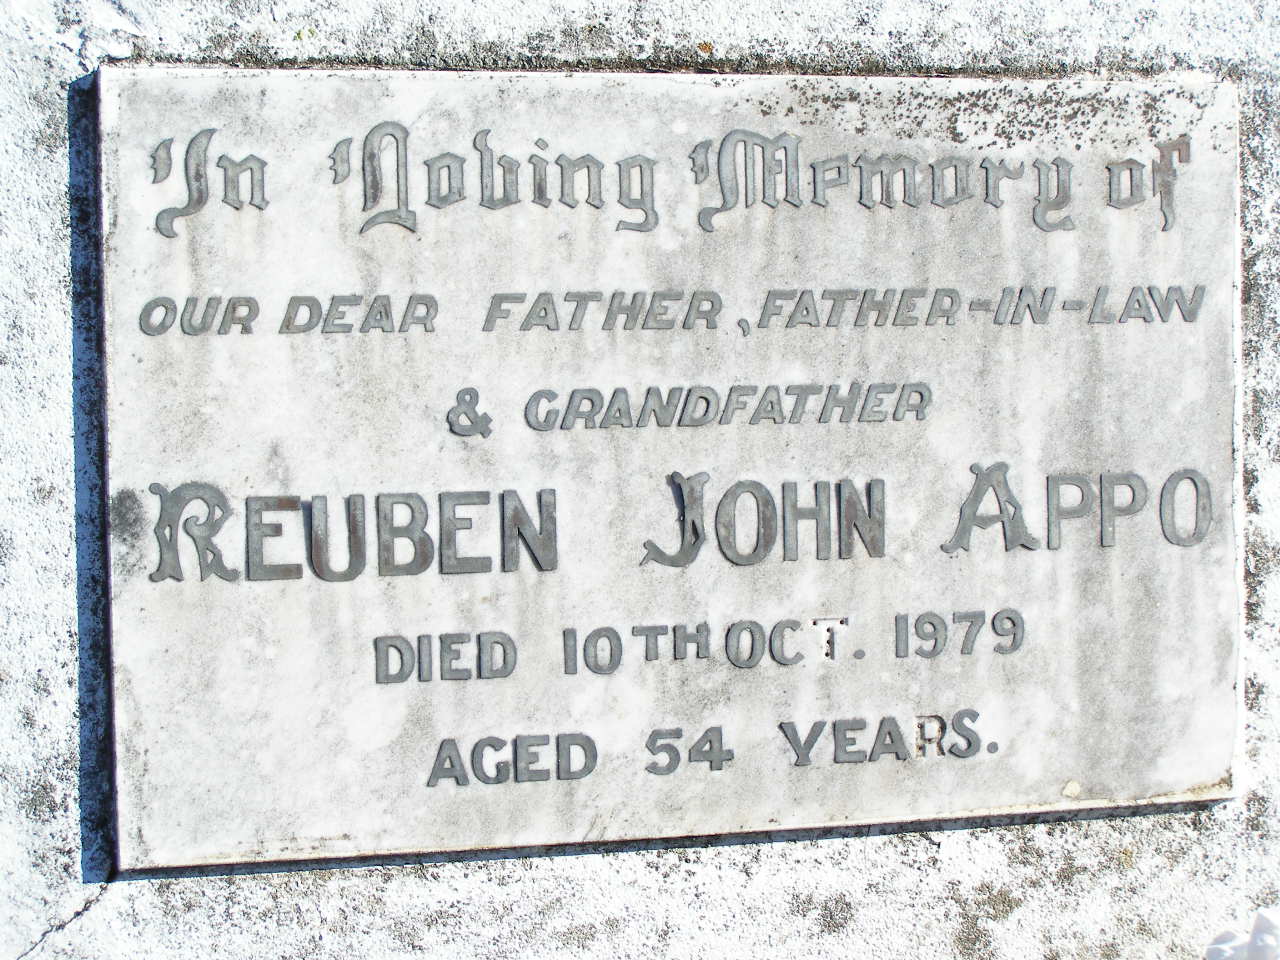 In Loving Memory of
OUR DEAR FATHER, FATHER-IN-LAW
& GRANDFATHER
REUBEN JOHN APPO
DIED 10TH OCT. 1979
AGED 54 YEARS.